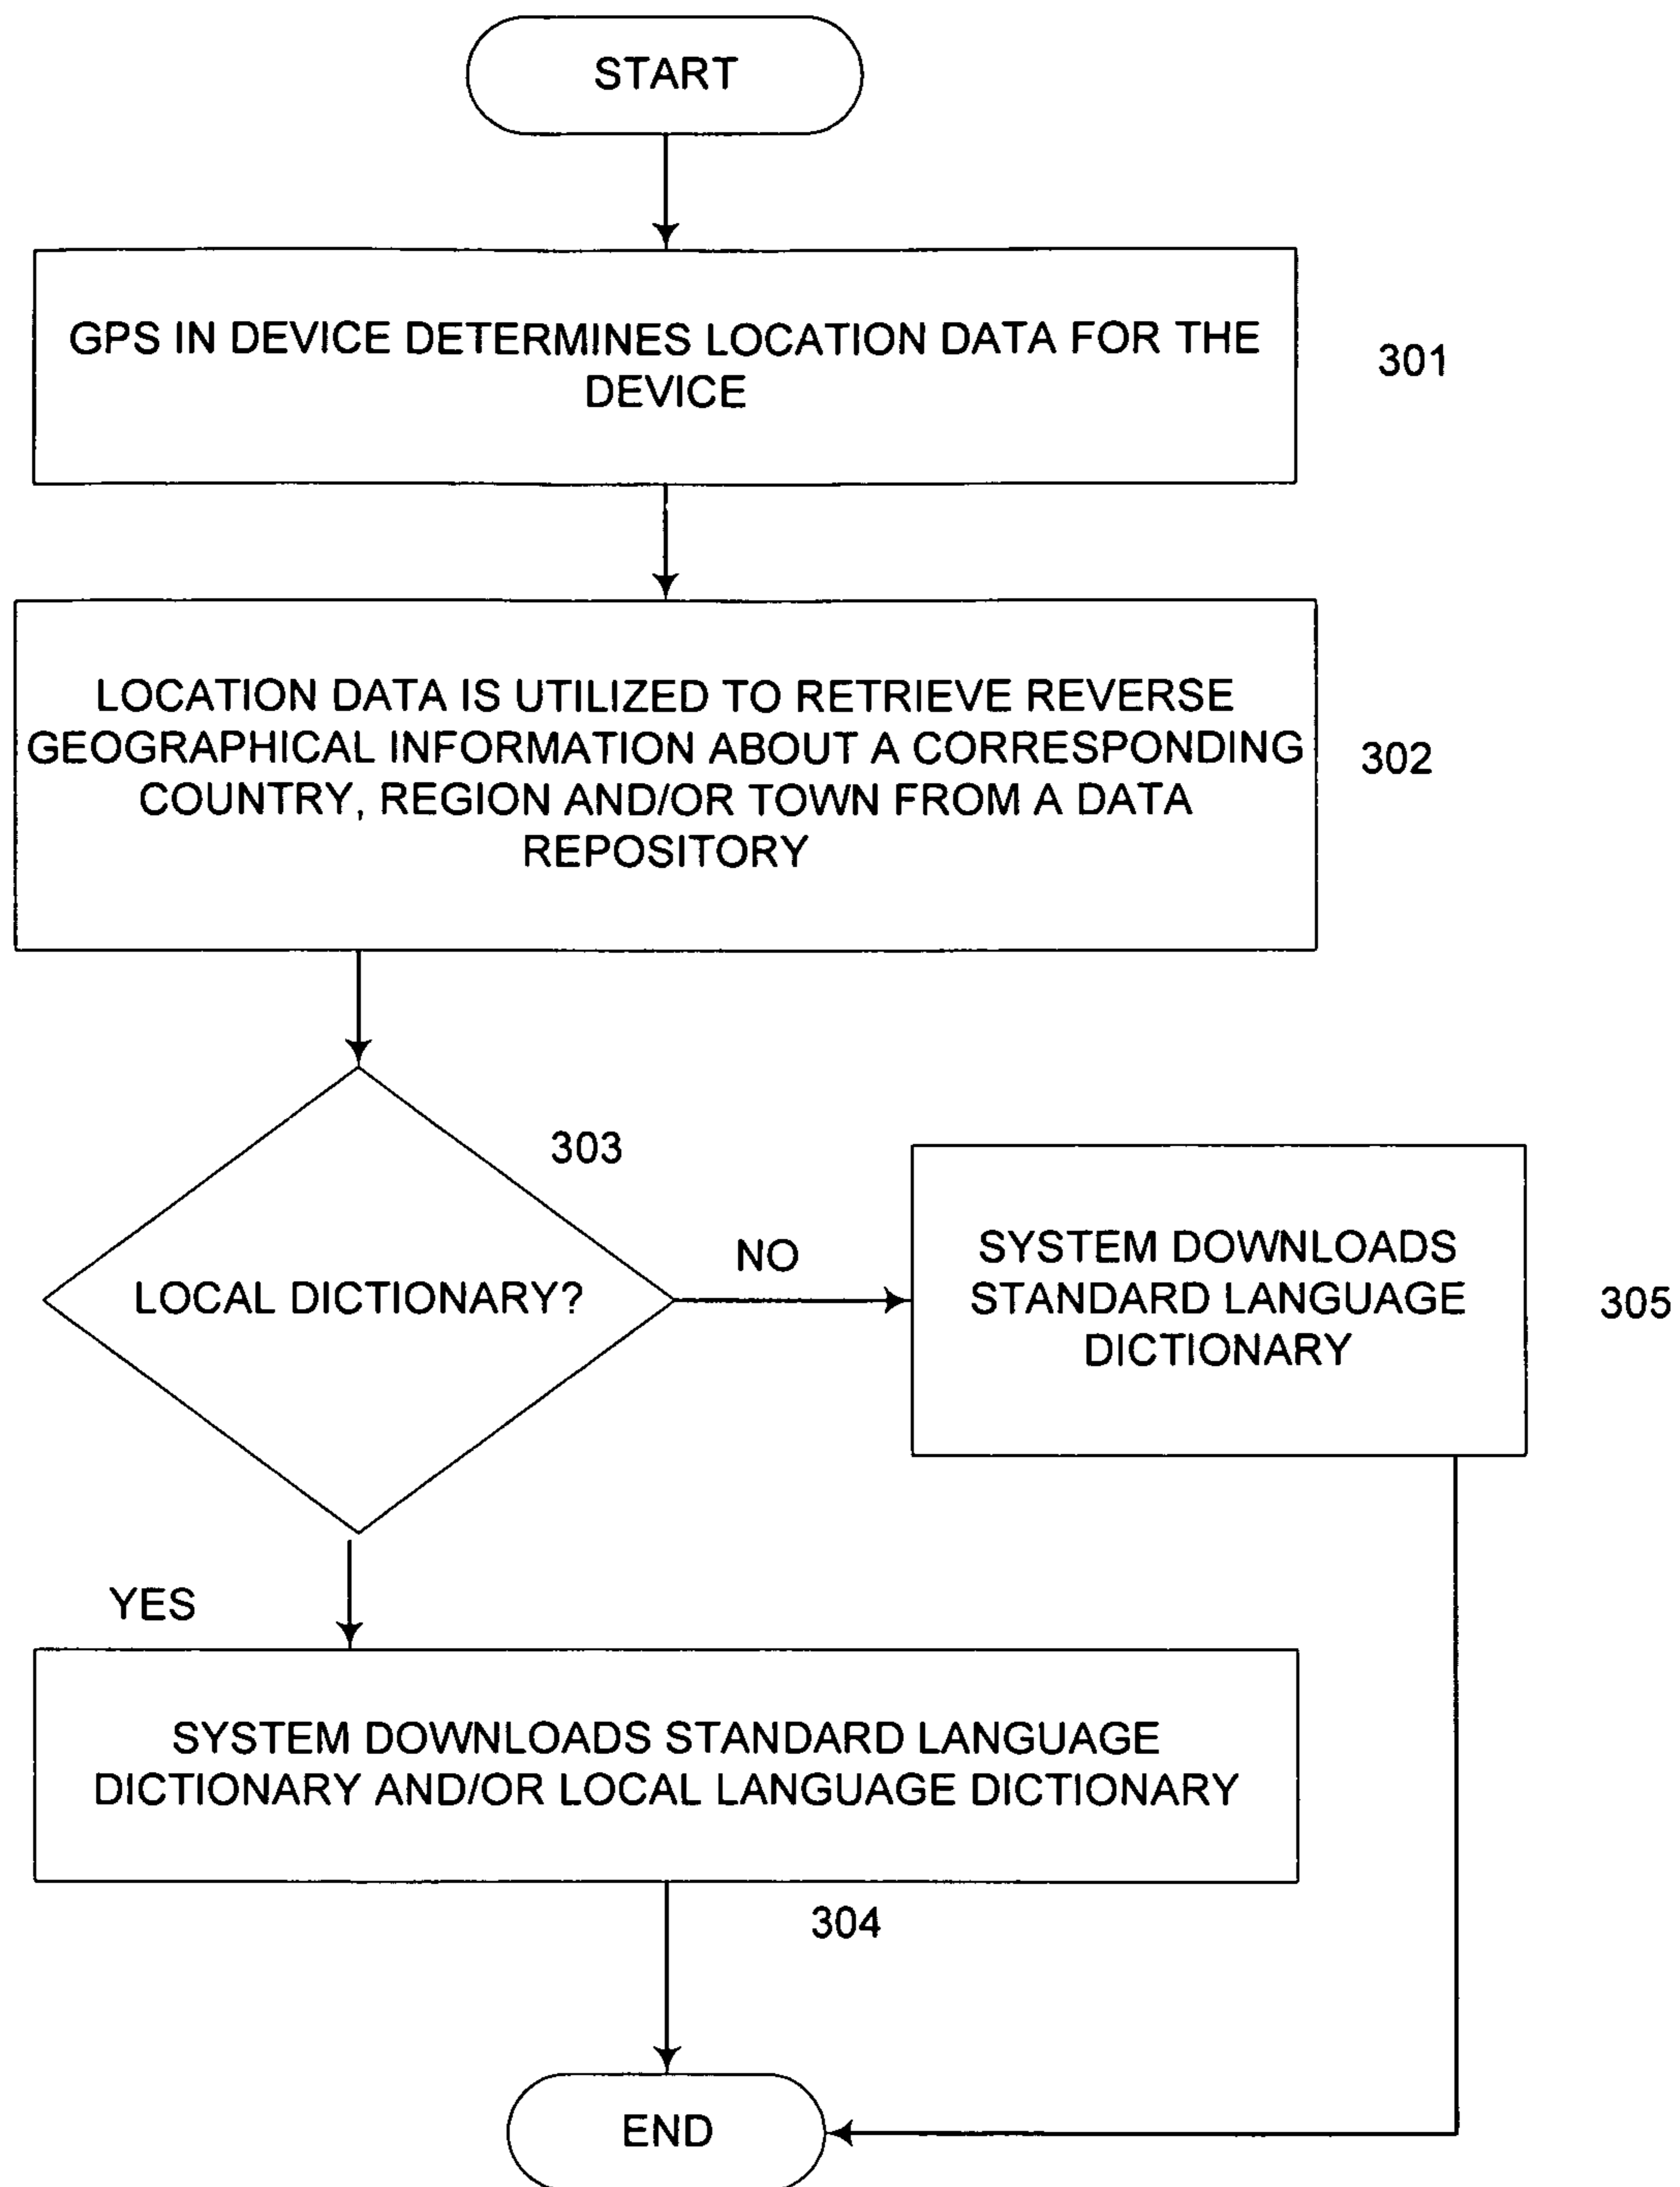 START
GPS IN DEVICE DETERMINES LOCATION DATA FOR THE
DEVICE
301
LOCATION DATA IS UTILIZED TO RETRIEVE REVERSE
GEOGRAPHICAL INFORMATION ABOUT A CORRESPONDING
COUNTRY, REGION AND/OR TOWN FROM A DATA
REPOSITORY
302
303
LOCAL DICTIONARY?
NO
SYSTEM DOWNLOADS
STANDARD LANGUAGE
DICTIONARY
305
YES
SYSTEM DOWNLOADS STANDARD LANGUAGE
DICTIONARY AND/OR LOCAL LANGUAGE DICTIONARY
304
END